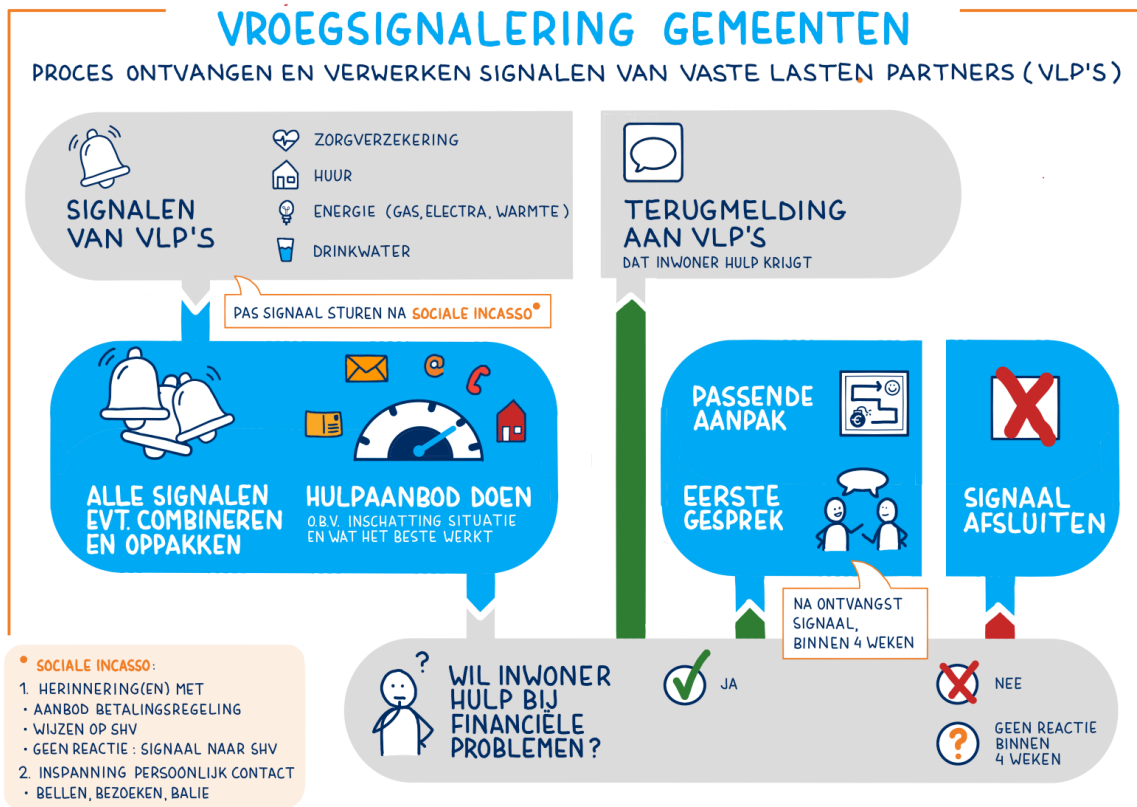 VROEGSIGNALERING GEMEENTEN
PROCES ONTVANGEN EN VERWERKEN SIGNALEN VAN VASTE LASTEN PARTNERS (VLP'S)
SIGNALEN
VAN VLP'S
ZORGVERZEKERING
HUUR
ENERGIE (GAS, ELECTRA, WARMTE)
DRINKWATER
TERUGMELDING
AAN VLP'S
DAT INWONER HULP KRIJGT
PAS SIGNAAL STUREN NA SOCIALE INCASSO•
@
ALLE SIGNALEN
EVT. COMBINEREN
EN OPPAKKEN
HULPAANBOD DOEN
O.B.V. INSCHATTING SITUATIE
EN WAT HET BESTE WERKT
PASSENDE
AANPAK
€
EERSTE
GESPREK
SIGNAAL
AFSLUITEN
NA ONTVANGST
SIGNAAL,
BINNEN 4 WEKEN
?
WIL INWONER
HULP BIJ
FINANCIËLE
PROBLEMEN?
JA
NEE
?
GEEN REACTIE
BINNEN
4 WEKEN
• SOCIALE INCASSO:
1. HERINNERING(EN) MET
• AANBOD BETALINGSREGELING
• WIJZEN OP SHV
• GEEN REACTIE: SIGNAAL NAAR SHV
2. INSPANNING PERSOONLIJK CONTACT
• BELLEN, BEZOEKEN, BALIE